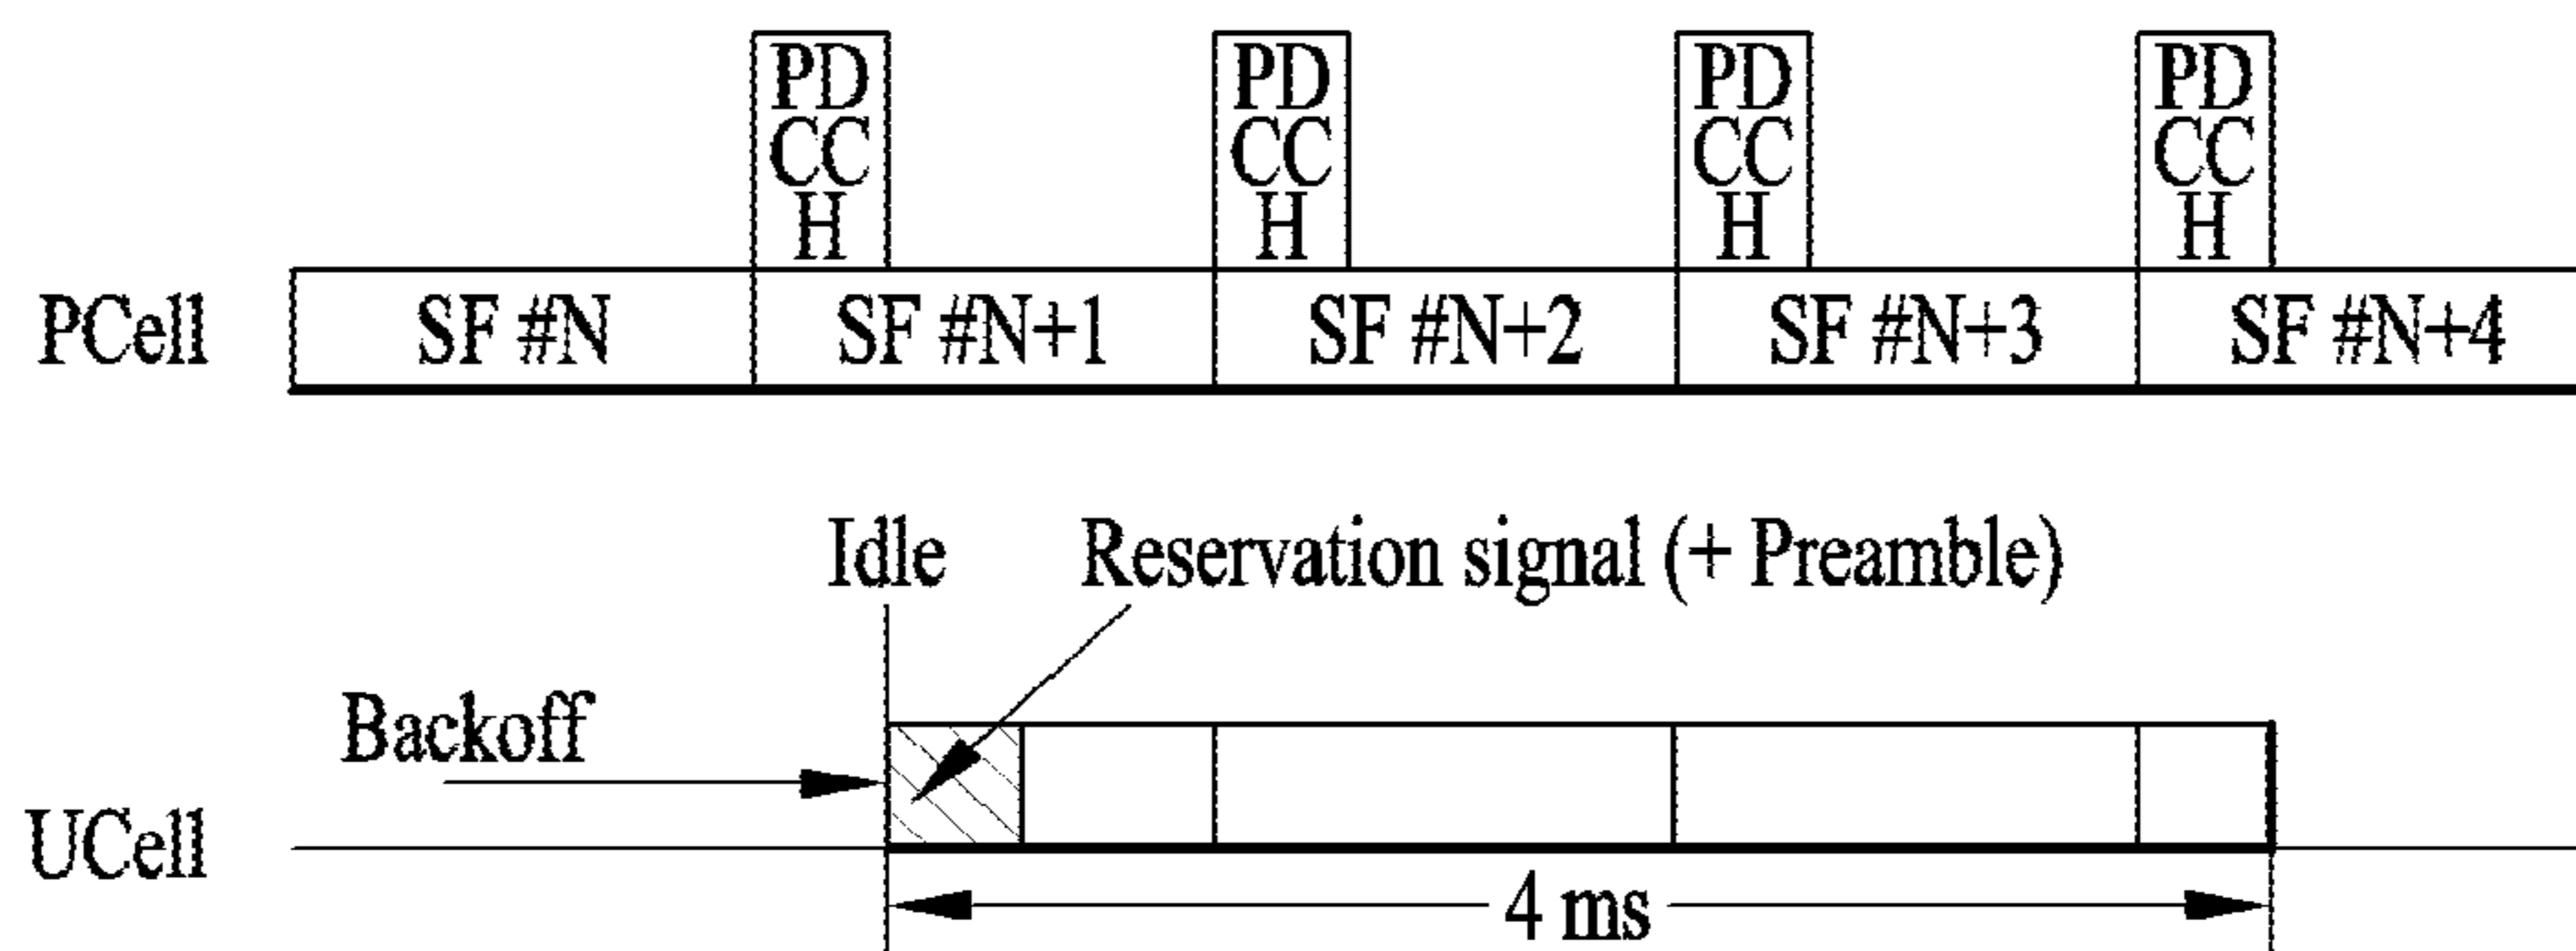 PD PD PD PD
CC CC CC CC
H H H H
PCell SF #N SF #N+1 SF #N+2 SF #N+3 SF #N+4
Idle Reservation signal (+ Preamble)
Backoff
UCell
4 ms